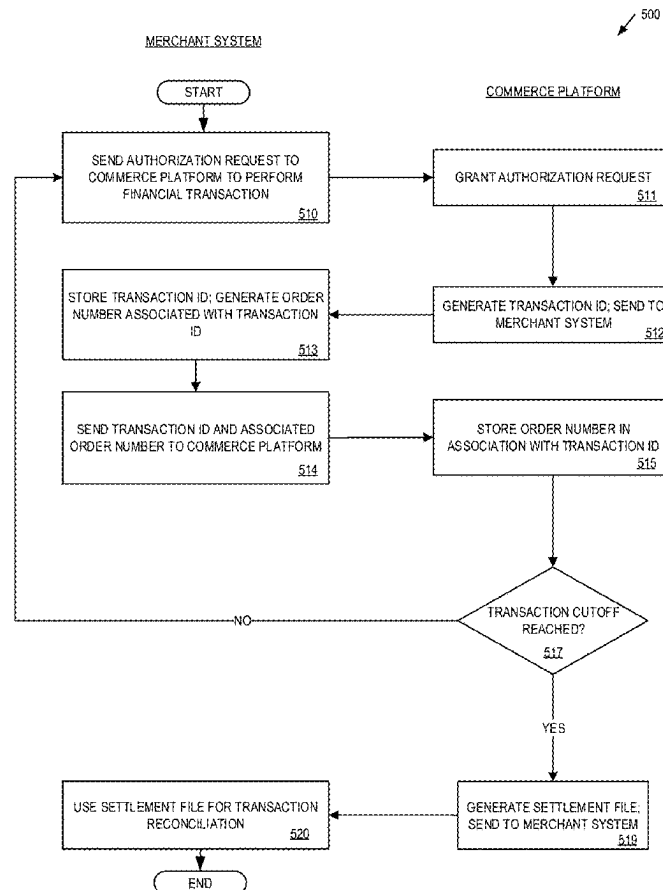 500
MERCHANT SYSTEM
COMMERCE PLATFORM
START
SEND AUTHORIZATION REQUEST TO
COMMERCE PLATFORM TO PERFORM
FINANCIAL TRANSACTION
510
GRANT AUTHORIZATION REQUEST
511
GENERATE TRANSACTION ID; SEND TO
MERCHANT SYSTEM
512
STORE TRANSACTION ID; GENERATE ORDER
NUMBER ASSOCIATED WITH TRANSACTION
ID
513
SEND TRANSACTION ID AND ASSOCIATED
ORDER NUMBER TO COMMERCE PLATFORM
514
STORE ORDER NUMBER IN
ASSOCIATION WITH TRANSACTION ID
515
TRANSACTION CUTOFF
REACHED?
517
NO
YES
GENERATE SETTLEMENT FILE;
SEND TO MERCHANT SYSTEM
519
USE SETTLEMENT FILE FOR TRANSACTION
RECONCILIATION
520
END